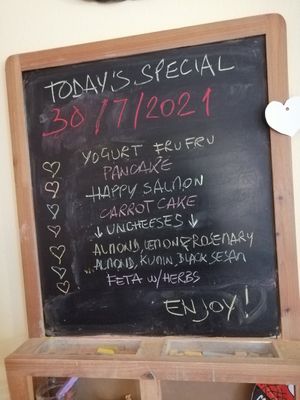 TODAY'S SPECIAL
30/7/2021
YOGURT FRUFRU
PANCAKE
HAPPY SALMON
CARROT CAKE
↓ UNCHEESES ↓
ALMOND, LEMON & ROSEMARY
ALMOND, KUMIN, BLACK SESAM
FETA w/ HERBS
ENJOY!